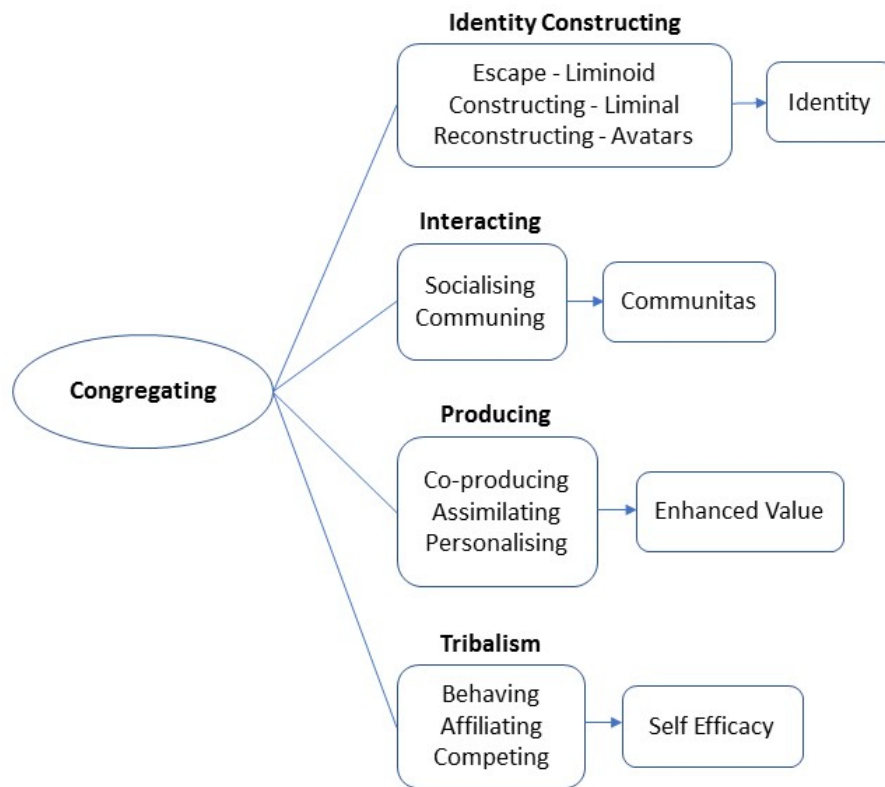 Identity Constructing
Escape - Liminoid
Constructing - Liminal
Reconstructing - Avatars
Identity
Interacting
Socialising
Communing
Communitas
Congregating
Producing
Co-producing
Assimilating
Personalising
Enhanced Value
Tribalism
Behaving
Affiliating
Competing
Self Efficacy